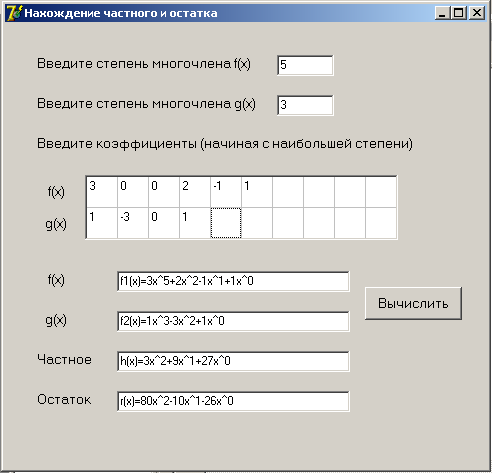 Нахождение частного и остатка
Введите степень многочлена f(x) 5
Введите степень многочлена g(x) 3
Введите коэффициенты (начиная с наибольшей степени)
f(x) 3 0 0 2 -1 1
g(x) 1 -3 0 1
f(x) f1(x)=3x^5+2x^2-1x^1+1x^0
Вычислить
g(x) f2(x)=1x^3-3x^2+1x^0
Частное h(x)=3x^2+9x^1+27x^0
Остаток r(x)=80x^2-10x^1-26x^0